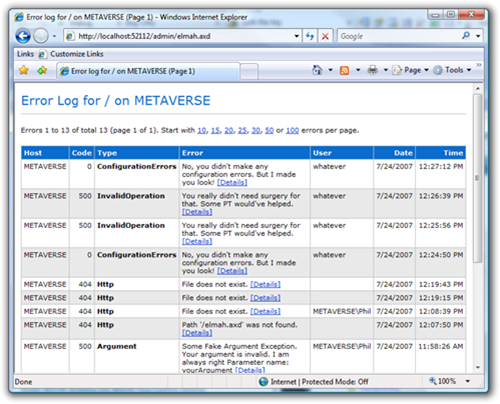 Error log for / on METAVERSE (Page 1) - Windows Internet Explorer
http://localhost:52112/admin/elmah.axd
Google
Links Customize Links
Error log for / on METAVERSE (Page 1)
Page Tools
Error Log for / on METAVERSE
Errors 1 to 13 of total 13 (page 1 of 1). Start with 10, 15, 20, 25, 30, 50 or 100 errors per page.
Host Code Type Error User Date Time
METAVERSE 0 ConfigurationErrors No, you didn't make any whatever 7/24/2007 12:27:12 PM
configuration errors. But I made
you look! [Details]
METAVERSE 500 InvalidOperation You really didn't need surgery for whatever 7/24/2007 12:26:39 PM
that. Some PT would've helped.
[Details]
METAVERSE 500 InvalidOperation You really didn't need surgery for whatever 7/24/2007 12:25:56 PM
that. Some PT would've helped.
[Details]
METAVERSE 0 ConfigurationErrors No, you didn't make any whatever 7/24/2007 12:24:50 PM
configuration errors. But I made
you look! [Details]
METAVERSE 404 Http File does not exist. [Details] 7/24/2007 12:19:43 PM
METAVERSE 404 Http File does not exist. [Details] 7/24/2007 12:19:15 PM
METAVERSE 404 Http File does not exist. [Details] METAVERSE\Phil 7/24/2007 12:08:39 PM
METAVERSE 404 Http Path '/elmah.axd' was not found. 7/24/2007 12:07:50 PM
[Details]
METAVERSE 500 Argument Some Fake Argument Exception. METAVERSE\Phil 7/24/2007 11:58:26 AM
Your argument is invalid. I am
always right Parameter name:
yourArgument [Details]
Done Internet | Protected Mode: Off 100%